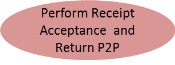 Perform Receipt
Acceptance and
Return P2P